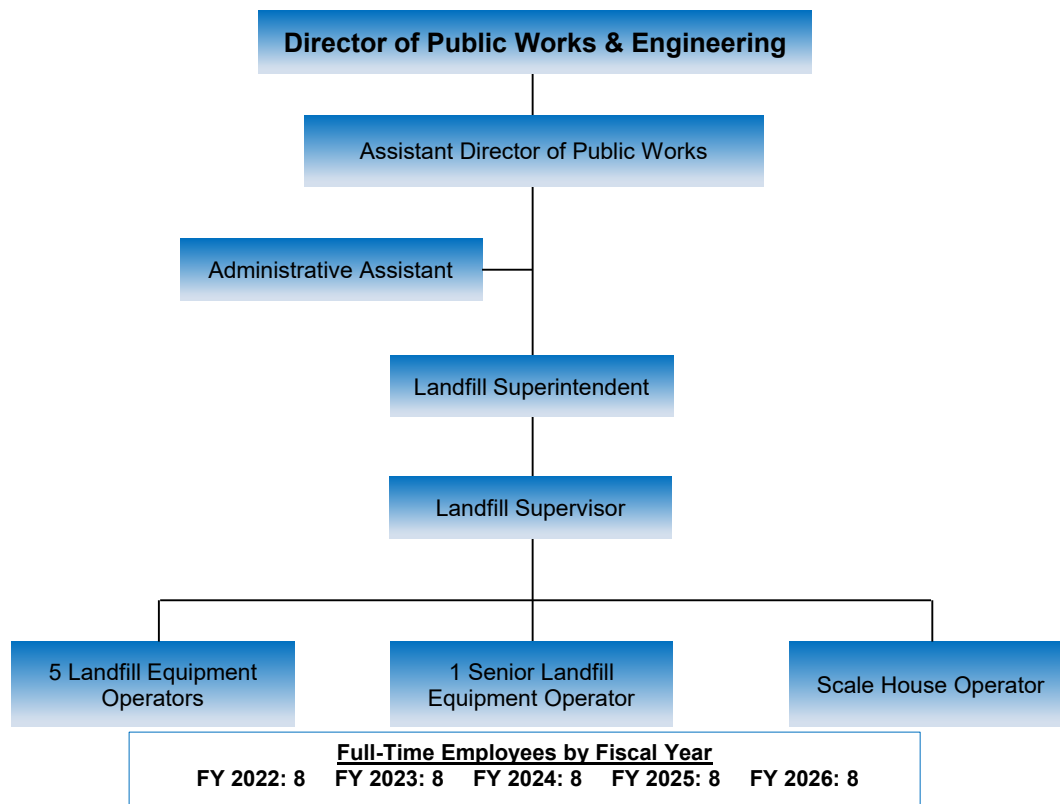 Director of Public Works & Engineering
Assistant Director of Public Works
Administrative Assistant
Landfill Superintendent
Landfill Supervisor
5 Landfill Equipment
Operators
1 Senior Landfill
Equipment Operator
Scale House Operator
Full-Time Employees by Fiscal Year
FY 2022: 8 FY 2023: 8 FY 2024: 8 FY 2025: 8 FY 2026: 8